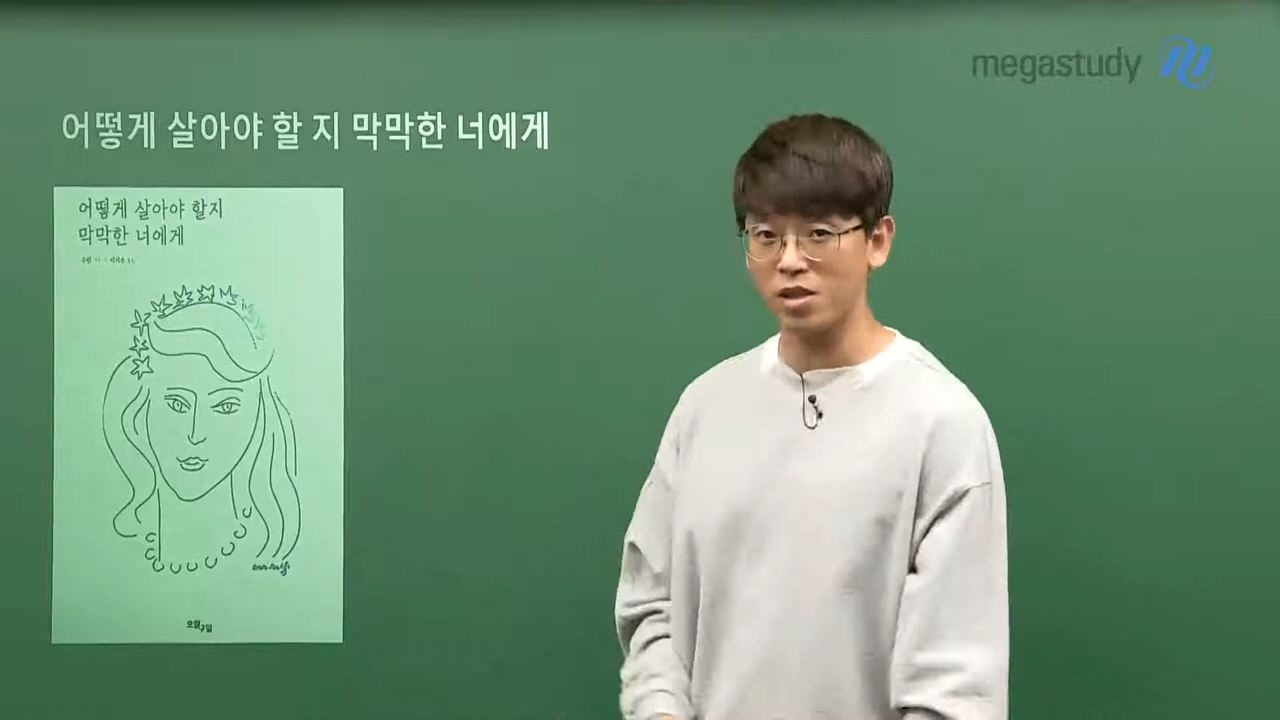 megastudy
어떻게 살아야 할 지 막막한 너에게
어떻게 살아야 할지
막막한 너에게